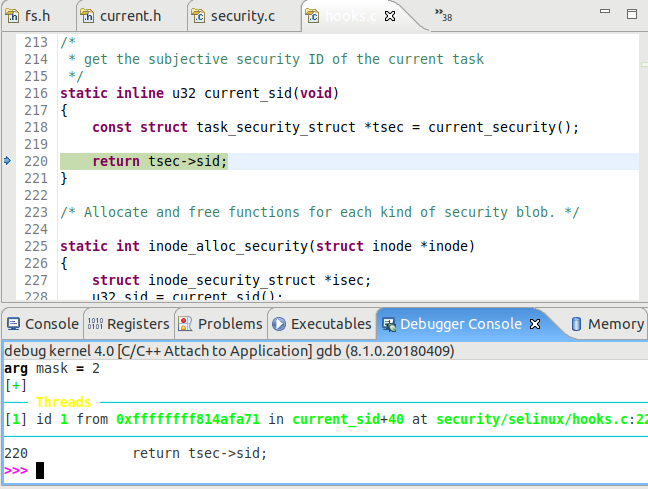 fs.h current.h security.c hooks.c »38
213 /*
214 * get the subjective security ID of the current task
215 */
216 static inline u32 current_sid(void)
217 {
218 const struct task_security_struct *tsec = current_security();
219
220 return tsec->sid;
221 }
222
223 /* Allocate and free functions for each kind of security blob. */
224
225 static int inode_alloc_security(struct inode *inode)
226 {
227 struct inode_security_struct *isec;
228 u32 sid = current_sid();
Console Registers Problems Executables Debugger Console Memory
debug kernel 4.0 [C/C++ Attach to Application] gdb (8.1.0.20180409)
arg mask = 2
[+]
Threads
[1] id 1 from 0xffffffff814afa71 in current_sid+40 at security/selinux/hooks.c:22
220 return tsec->sid;
>>>